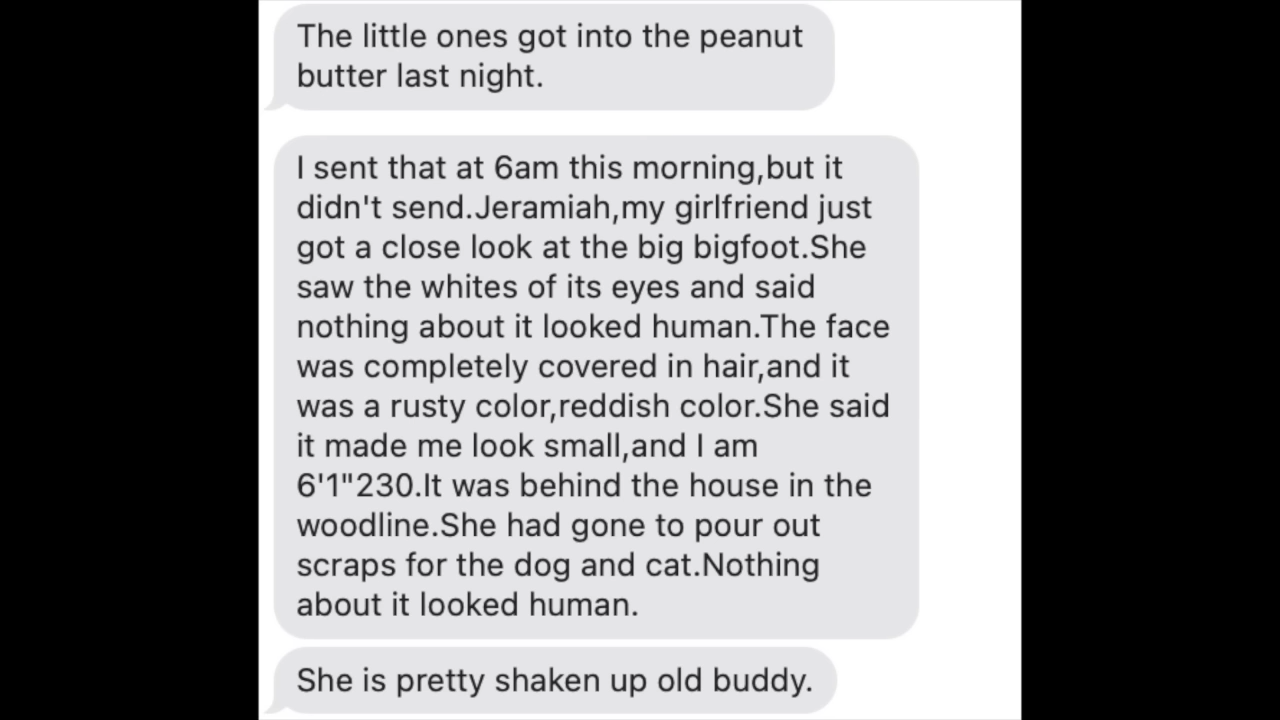 The little ones got into the peanut
butter last night.
I sent that at 6am this morning,but it
didn't send.Jeramiah,my girlfriend just
got a close look at the big bigfoot.She
saw the whites of its eyes and said
nothing about it looked human.The face
was completely covered in hair,and it
was a rusty color,reddish color.She said
it made me look small,and I am
6'1"230.It was behind the house in the
woodline.She had gone to pour out
scraps for the dog and cat.Nothing
about it looked human.
She is pretty shaken up old buddy.